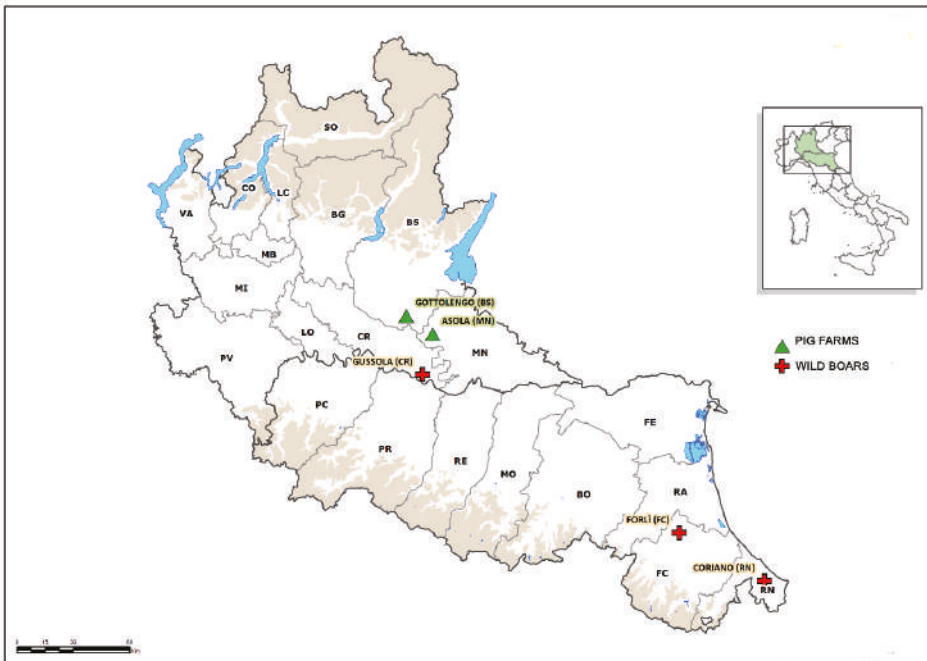 SO
CO
LC
VA
BG
BS
MB
MI
GOTTOLENGO (BS)
ASOLA (MN)
LO
CR
MN
PV
GUSSOLA (CR)
PIG FARMS
WILD BOARS
PC
FE
PR
RE
MO
BO
RA
FORLÌ (FC)
CORIANO (RN)
FC
RN